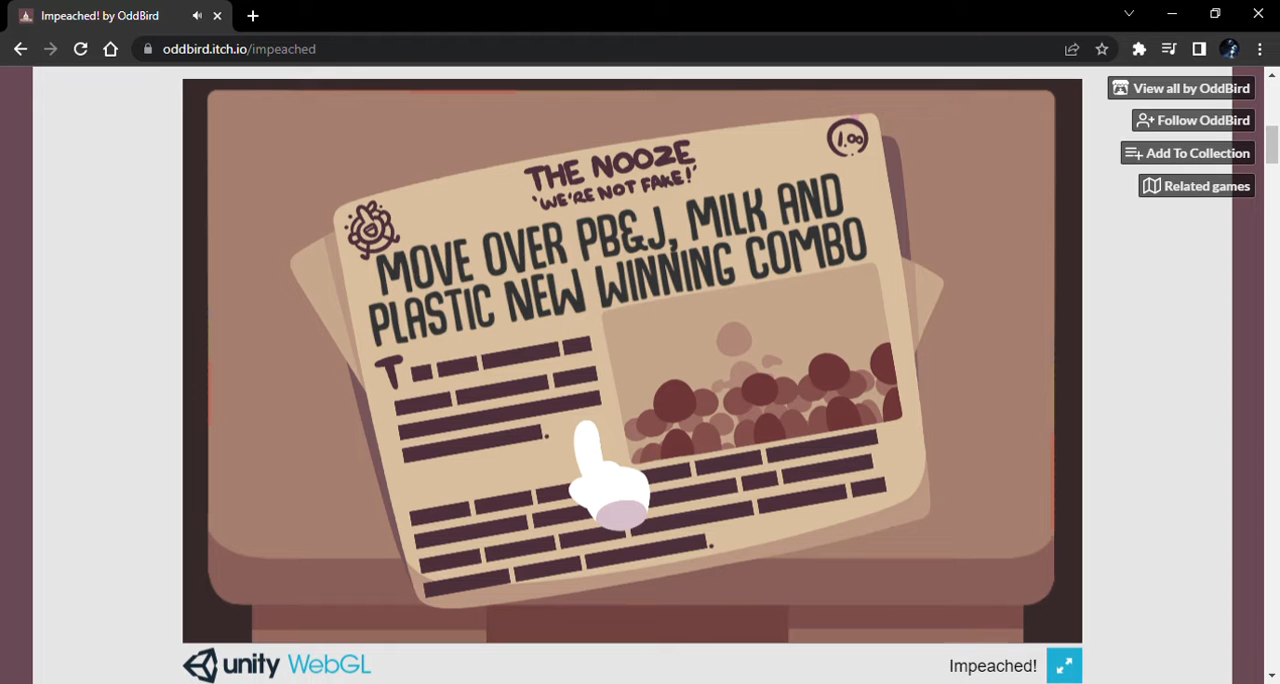 Impeached! by OddBird
oddbird.itch.io/impeached
View all by OddBird
Follow OddBird
Add To Collection
Related games
THE NOOZE
'WE'RE NOT FAKE!'
1.00
MOVE OVER PB&J, MILK AND
PLASTIC NEW WINNING COMBO
T
unity WebGL
Impeached!